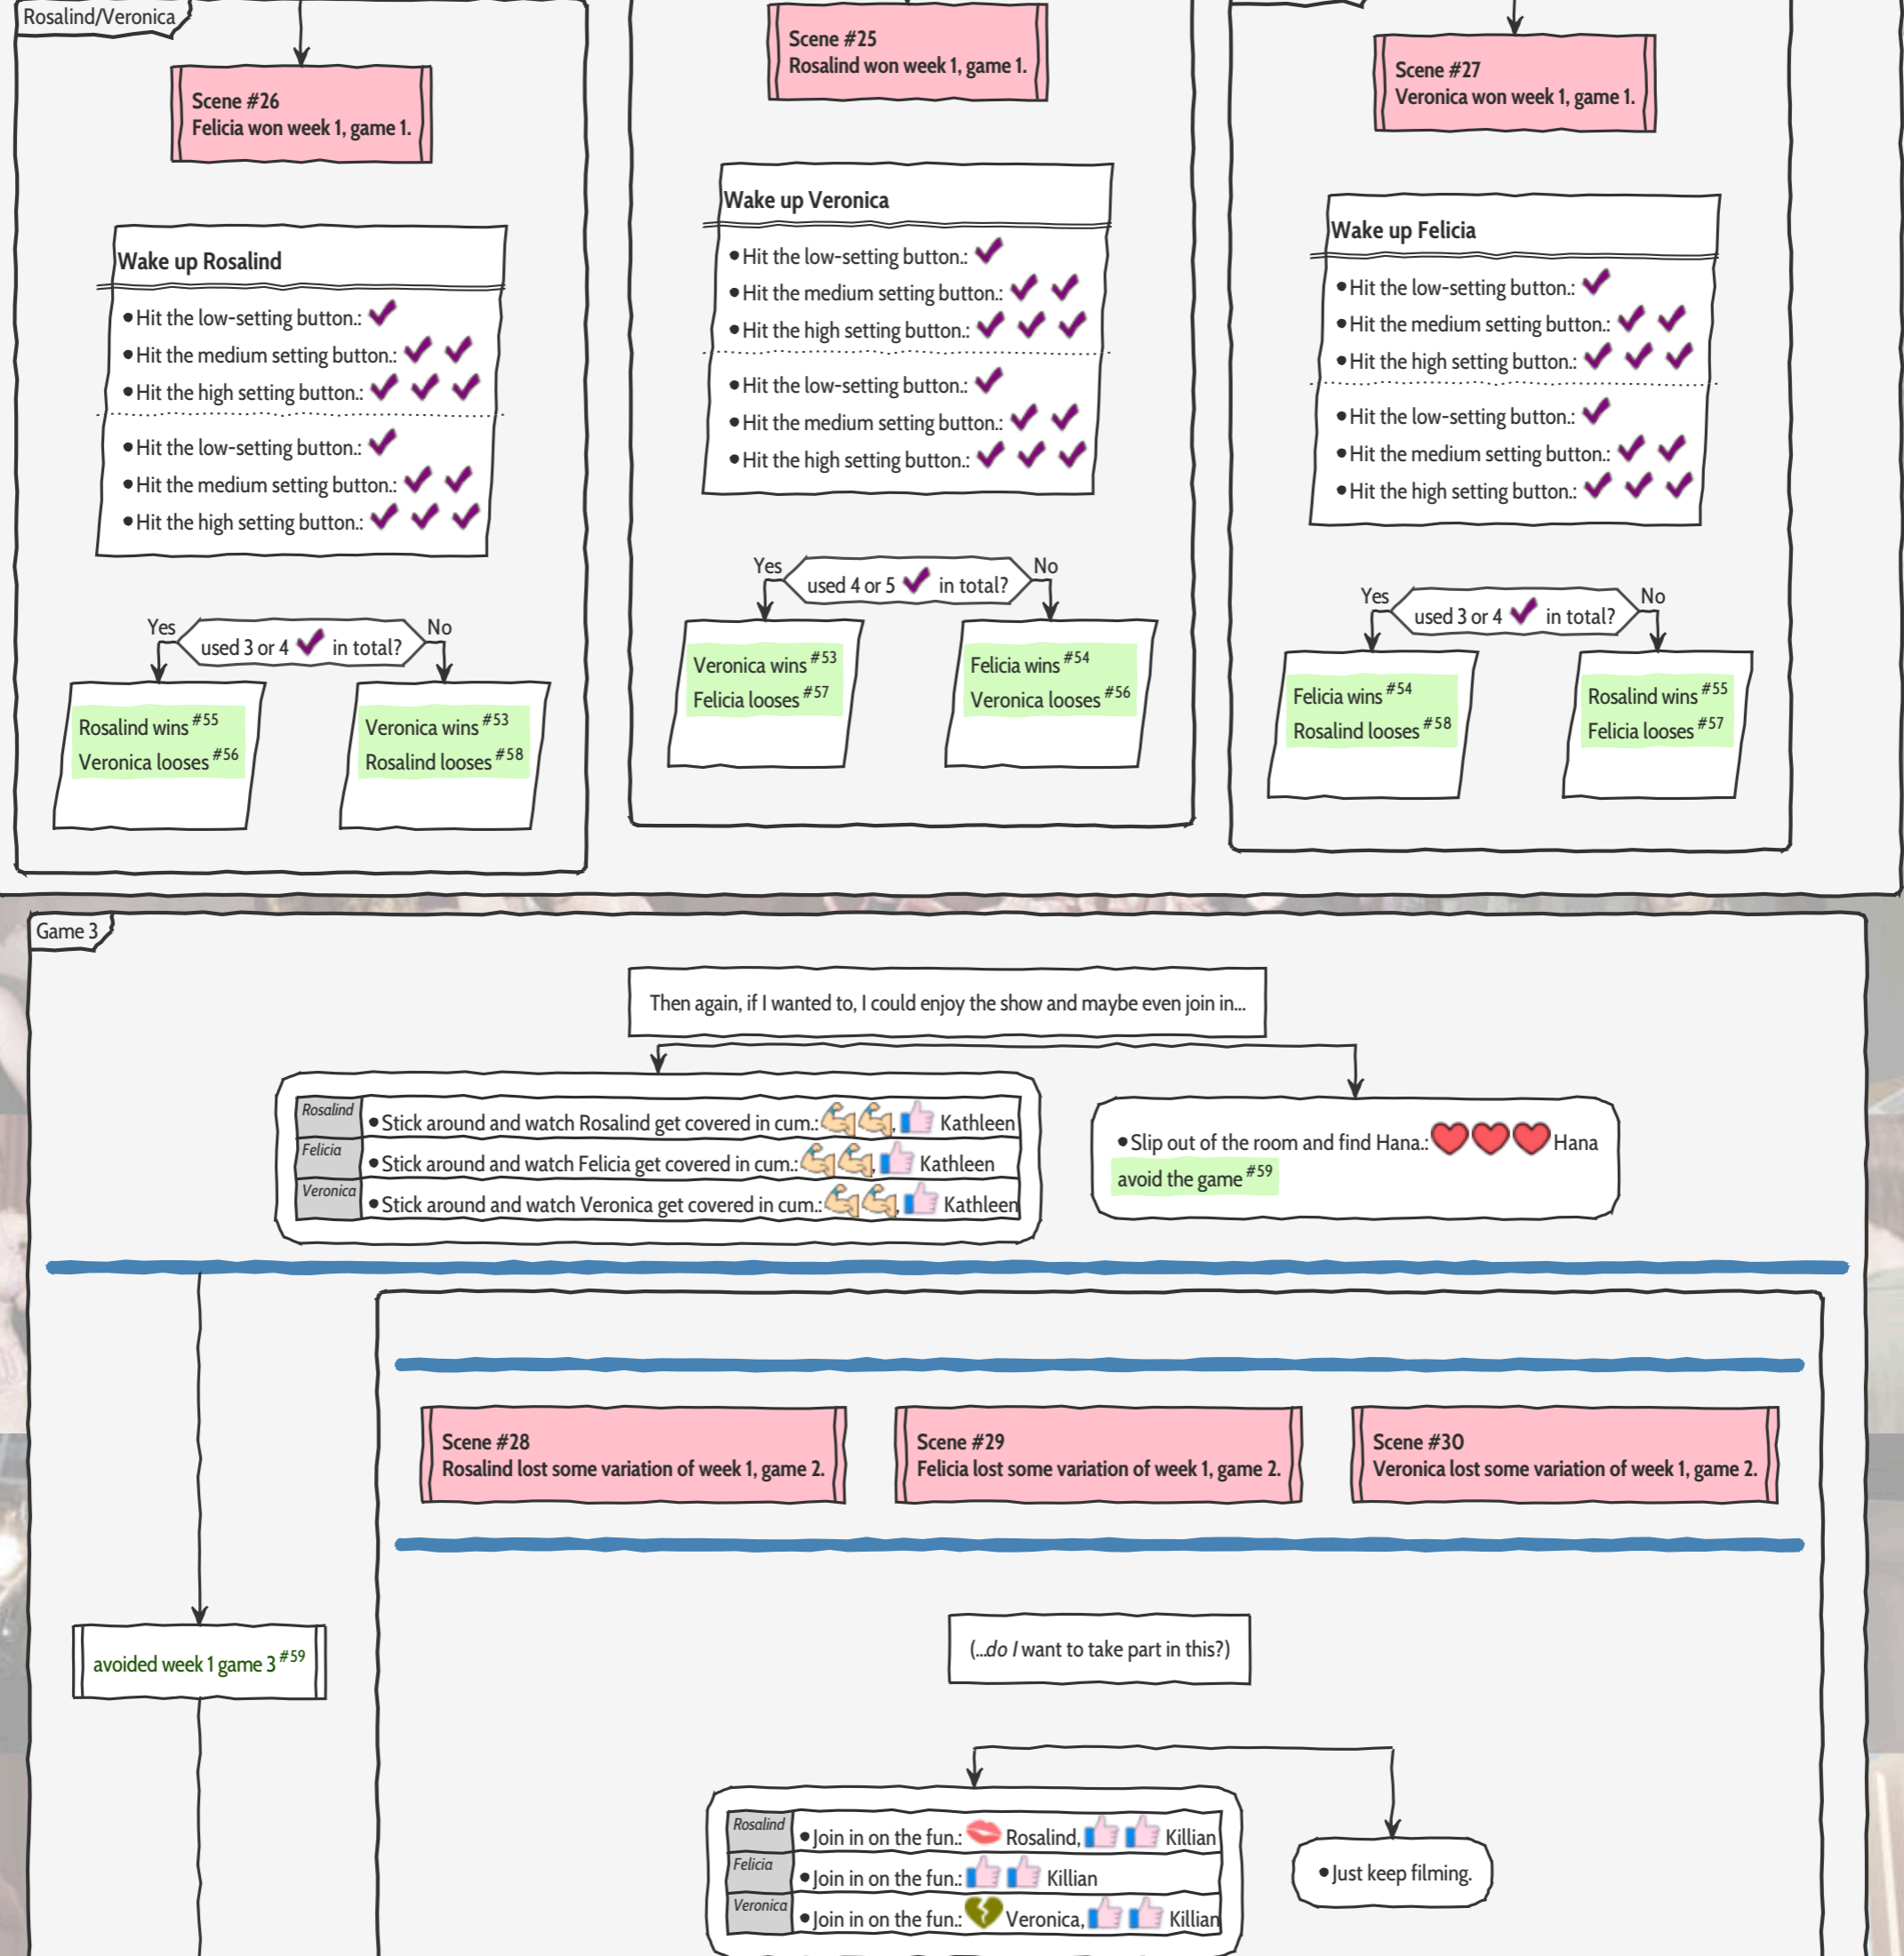 Rosalind/Veronica
Scene #26
Felicia won week 1, game 1.
Wake up Rosalind
•Hit the low-setting button.:
•Hit the medium setting button.:
•Hit the high setting button.:
•Hit the low-setting button.:
•Hit the medium setting button.:
•Hit the high setting button.:
Yes
used 3 or 4 in total?
No
Rosalind wins #55
Veronica looses #56
Veronica wins #53
Rosalind looses #58
Scene #25
Rosalind won week 1, game 1.
Wake up Veronica
•Hit the low-setting button.:
•Hit the medium setting button.:
•Hit the high setting button.:
•Hit the low-setting button.:
•Hit the medium setting button.:
•Hit the high setting button.:
Yes
used 4 or 5 in total?
No
Veronica wins #53
Felicia looses #57
Felicia wins #54
Veronica looses #56
Scene #27
Veronica won week 1, game 1.
Wake up Felicia
•Hit the low-setting button.:
•Hit the medium setting button.:
•Hit the high setting button.:
•Hit the low-setting button.:
•Hit the medium setting button.:
•Hit the high setting button.:
Yes
used 3 or 4 in total?
No
Felicia wins #54
Rosalind looses #58
Rosalind wins #55
Felicia looses #57
Game 3
Then again, if I wanted to, I could enjoy the show and maybe even join in...
Rosalind •Stick around and watch Rosalind get covered in cum.: , Kathleen
Felicia •Stick around and watch Felicia get covered in cum.: , Kathleen
Veronica •Stick around and watch Veronica get covered in cum.: , Kathleen
•Slip out of the room and find Hana.: Hana
avoid the game #59
Scene #28
Rosalind lost some variation of week 1, game 2.
Scene #29
Felicia lost some variation of week 1, game 2.
Scene #30
Veronica lost some variation of week 1, game 2.
avoided week 1 game 3 #59
(...do I want to take part in this?)
Rosalind •Join in on the fun.: Rosalind, Killian
Felicia •Join in on the fun.: Killian
Veronica •Join in on the fun.: Veronica, Killian
•Just keep filming.